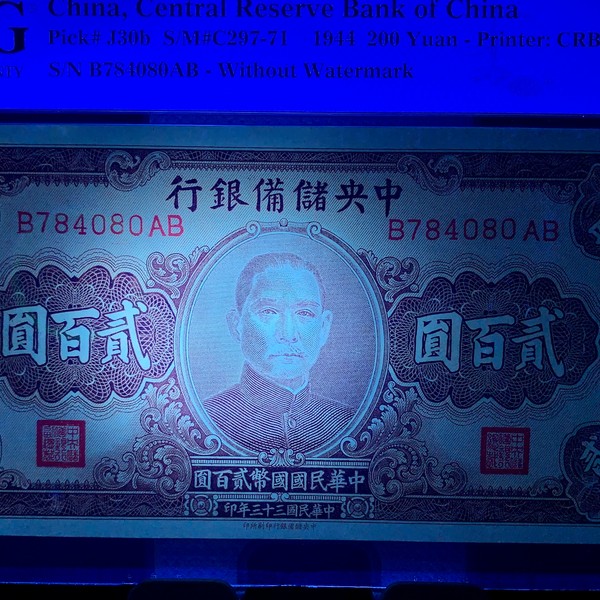 China, Central Reserve Bank of China
Pick# J30b S/M#C297-71 1944 200 Yuan - Printer: CRB
S/N B784080AB - Without Watermark
行銀備儲央中
B784080AB B784080AB
圓百貳 圓百貳
圓百貳幣國國民華中
印年三十三國民華中